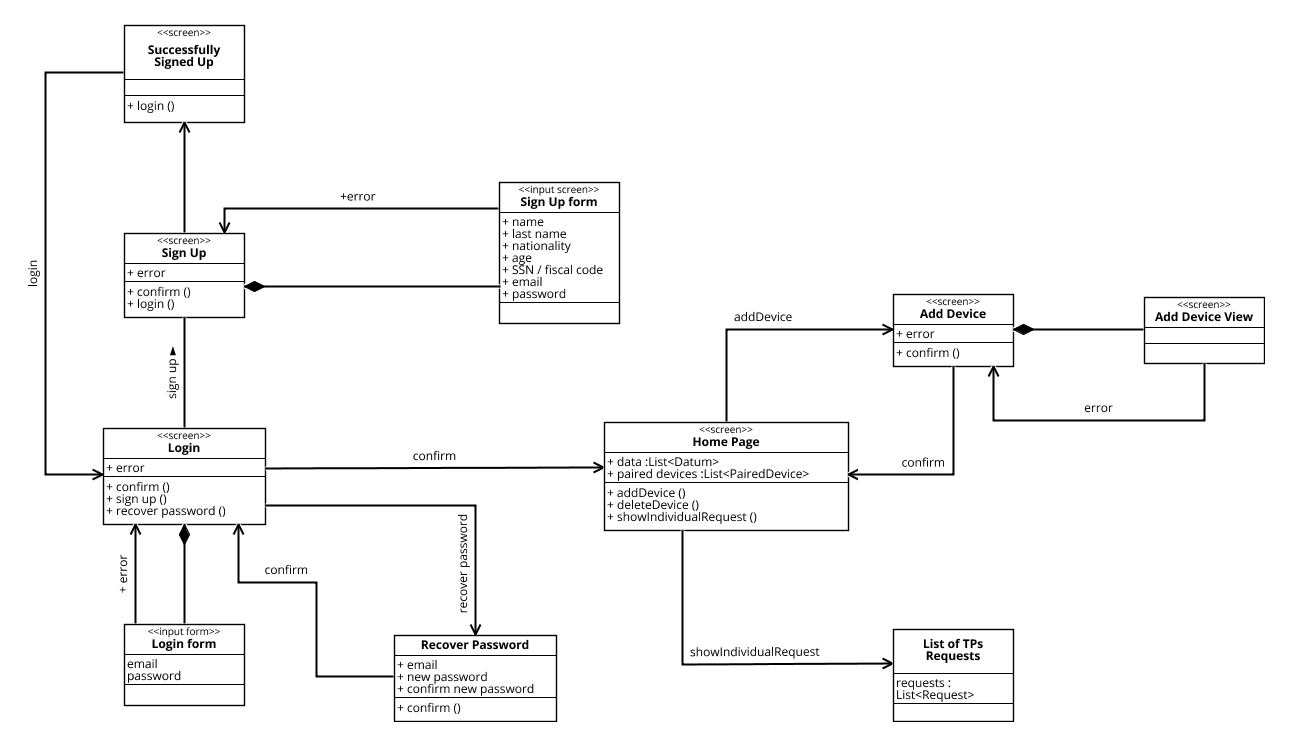 <<screen>>
Successfully
Signed Up
+ login ()
login
+error
<<input screen>>
Sign Up form
+ name
+ last name
+ nationality
+ age
+ SSN / fiscal code
+ email
+ password
<<screen>>
Sign Up
+ error
+ confirm ()
+ login ()
sign up ►
addDevice
<<screen>>
Add Device
+ error
+ confirm ()
<<screen>>
Add Device View
error
<<screen>>
Login
+ error
+ confirm ()
+ sign up ()
+ recover password ()
confirm
<<screen>>
Home Page
+ data :List<Datum>
+ paired devices :List<PairedDevice>
+ addDevice ()
+ deleteDevice ()
+ showIndividualRequest ()
confirm
+ error
confirm
recover password
<<input form>>
Login form
email
password
Recover Password
+ email
+ new password
+ confirm new password
+ confirm ()
showIndividualRequest
List of TPs
Requests
requests :
List<Request>